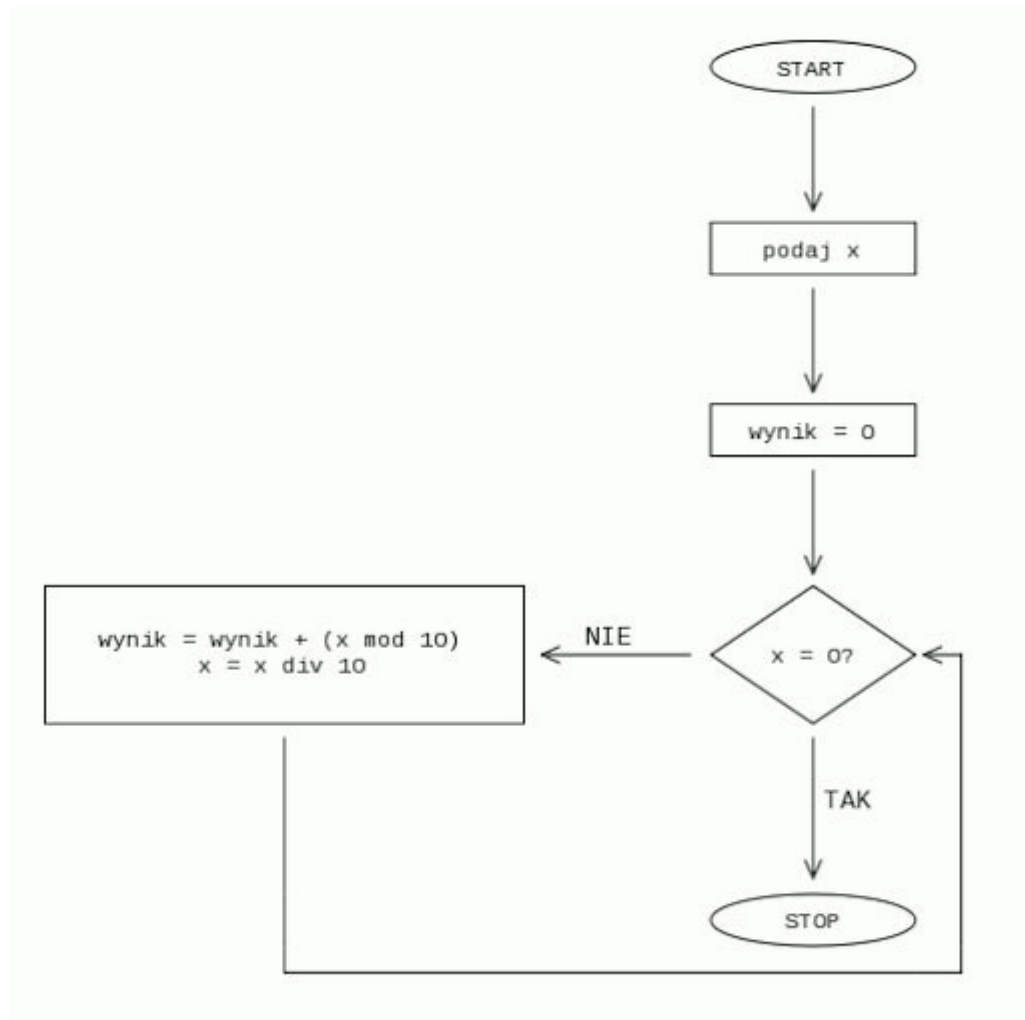 START
podaj x
wynik = 0
x = 0?
NIE
wynik = wynik + (x mod 10)
x = x div 10
TAK
STOP